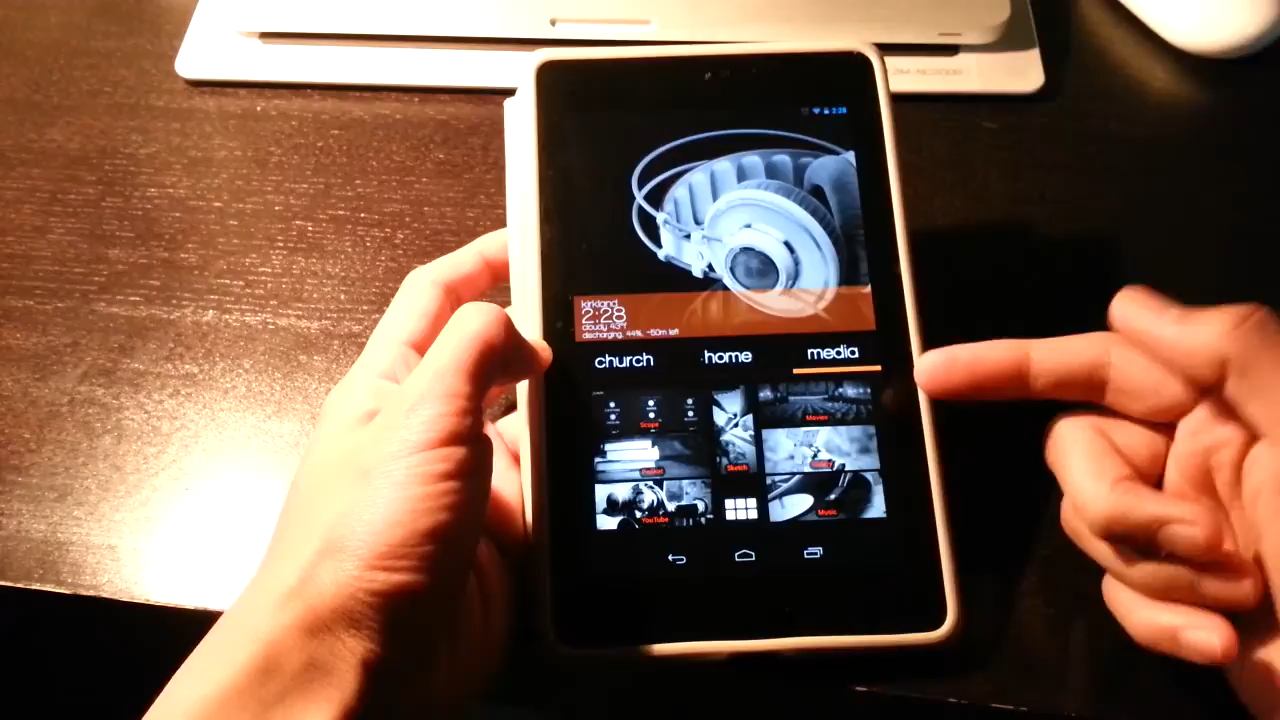 2:28
kirkland
2:28
cloudy 43°f
discharging, 44%, ~50m left
church
home
media
Scope
Movies
Pocket
Sketch
Gallery
YouTube
Music